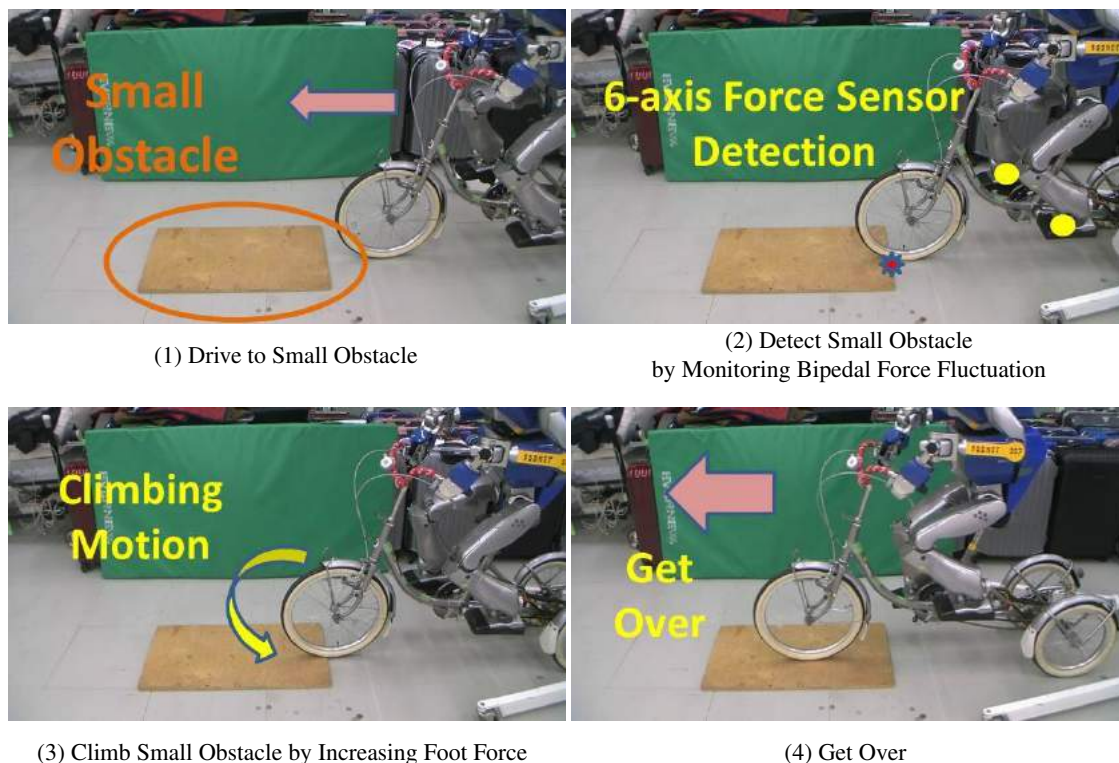 Small
Obstacle
(1) Drive to Small Obstacle
6-axis Force Sensor
Detection
(2) Detect Small Obstacle
by Monitoring Bipedal Force Fluctuation
Climbing
Motion
(3) Climb Small Obstacle by Increasing Foot Force
Get
Over
(4) Get Over